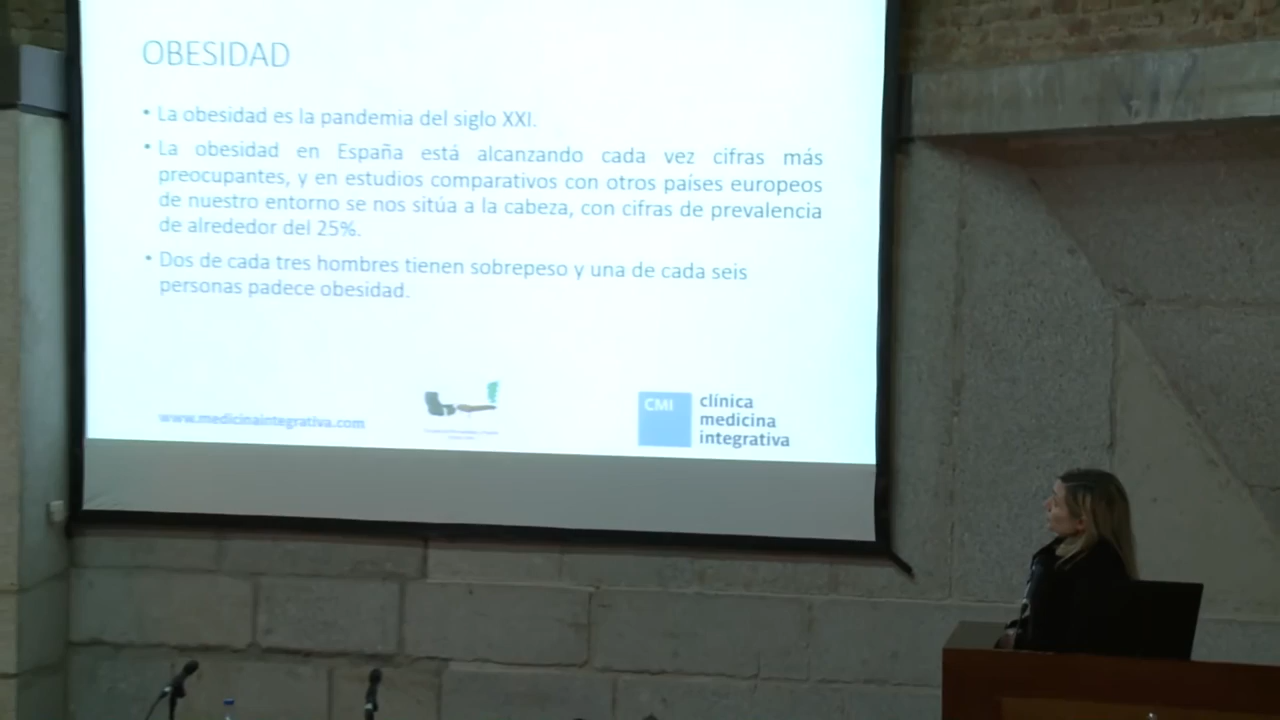 OBESIDAD
• La obesidad es la pandemia del siglo XXI.
• La obesidad en España está alcanzando cada vez cifras más
preocupantes, y en estudios comparativos con otros países europeos
de nuestro entorno se nos sitúa a la cabeza, con cifras de prevalencia
de alrededor del 25%.
• Dos de cada tres hombres tienen sobrepeso y una de cada seis
personas padece obesidad.
www.medicinaintegrativa.com
CMI
clínica
medicina
integrativa